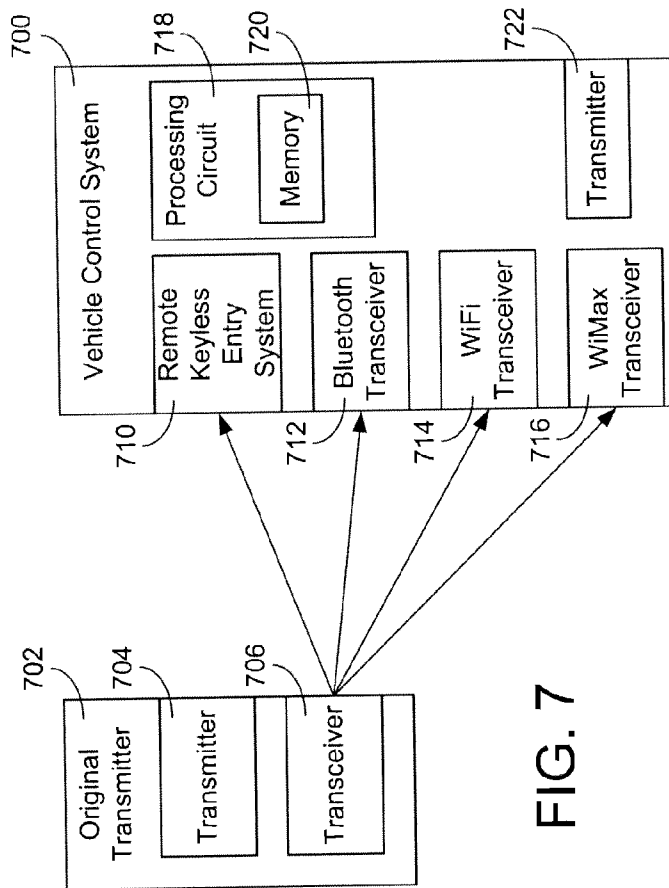 702
Original
Transmitter
704
Transmitter
706
Transceiver
700
Vehicle Control System
710
Remote
Keyless
Entry
System
718
Processing
Circuit
720
Memory
712
Bluetooth
Transceiver
714
WiFi
Transceiver
716
WiMax
Transceiver
722
Transmitter
FIG. 7